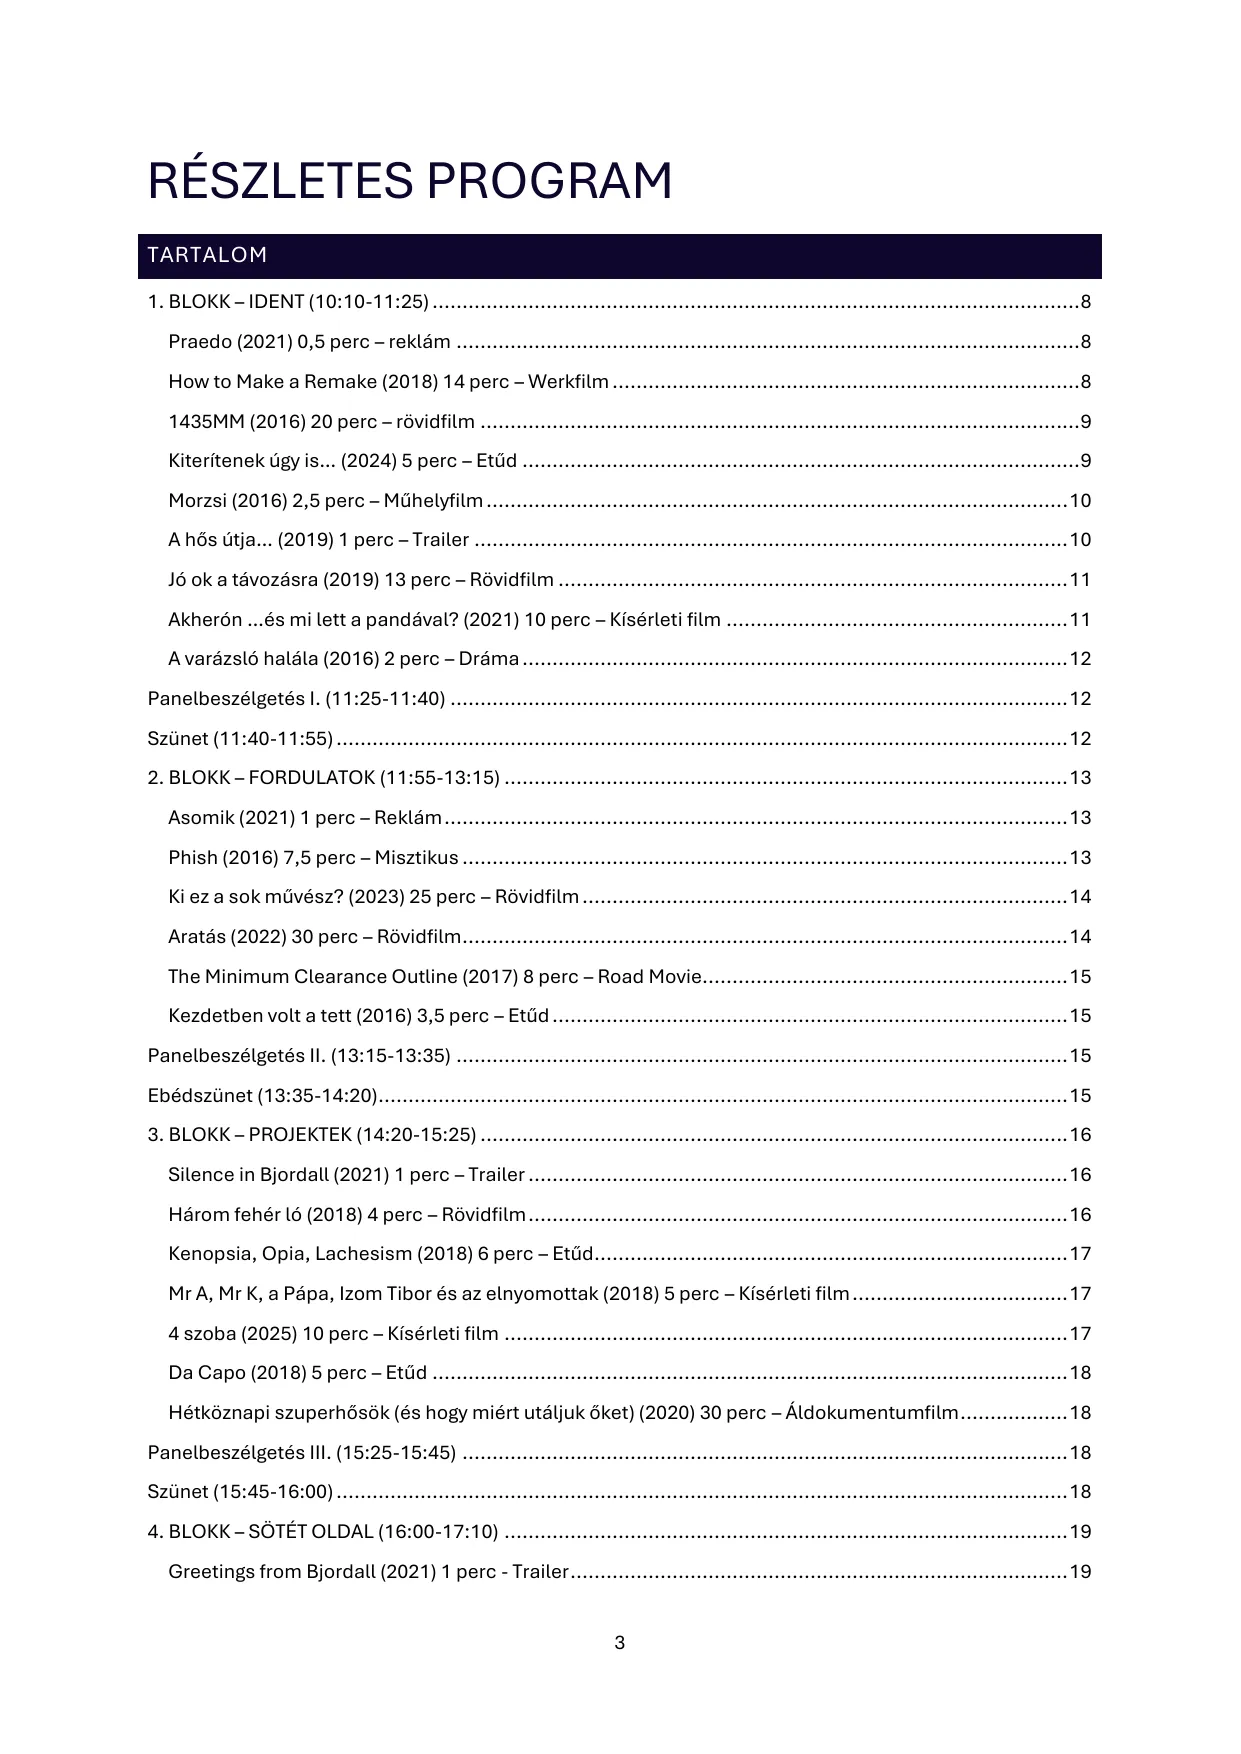 RÉSZLETES PROGRAM
TARTALOM
1. BLOKK – IDENT (10:10-11:25) 8
Praedo (2021) 0,5 perc – reklám 8
How to Make a Remake (2018) 14 perc – Werkfilm 8
1435MM (2016) 20 perc – rövidfilm 9
Kiterítenek úgy is... (2024) 5 perc – Etűd 9
Morzsi (2016) 2,5 perc – Műhelyfilm 10
A hős útja... (2019) 1 perc – Trailer 10
Jó ok a távozásra (2019) 13 perc – Rövidfilm 11
Akherón ...és mi lett a pandával? (2021) 10 perc – Kísérleti film 11
A varázsló halála (2016) 2 perc – Dráma 12
Panelbeszélgetés I. (11:25-11:40) 12
Szünet (11:40-11:55) 12
2. BLOKK – FORDULATOK (11:55-13:15) 13
Asomik (2021) 1 perc – Reklám 13
Phish (2016) 7,5 perc – Misztikus 13
Ki ez a sok művész? (2023) 25 perc – Rövidfilm 14
Aratás (2022) 30 perc – Rövidfilm 14
The Minimum Clearance Outline (2017) 8 perc – Road Movie 15
Kezdetben volt a tett (2016) 3,5 perc – Etűd 15
Panelbeszélgetés II. (13:15-13:35) 15
Ebédszünet (13:35-14:20) 15
3. BLOKK – PROJEKTEK (14:20-15:25) 16
Silence in Bjordall (2021) 1 perc – Trailer 16
Három fehér ló (2018) 4 perc – Rövidfilm 16
Kenopsia, Opia, Lachesism (2018) 6 perc – Etűd 17
Mr A, Mr K, a Pápa, Izom Tibor és az elnyomottak (2018) 5 perc – Kísérleti film 17
4 szoba (2025) 10 perc – Kísérleti film 17
Da Capo (2018) 5 perc – Etűd 18
Hétköznapi szuperhősök (és hogy miért utáljuk őket) (2020) 30 perc – Áldokumentumfilm 18
Panelbeszélgetés III. (15:25-15:45) 18
Szünet (15:45-16:00) 18
4. BLOKK – SÖTÉT OLDAL (16:00-17:10) 19
Greetings from Bjordall (2021) 1 perc - Trailer 19
3